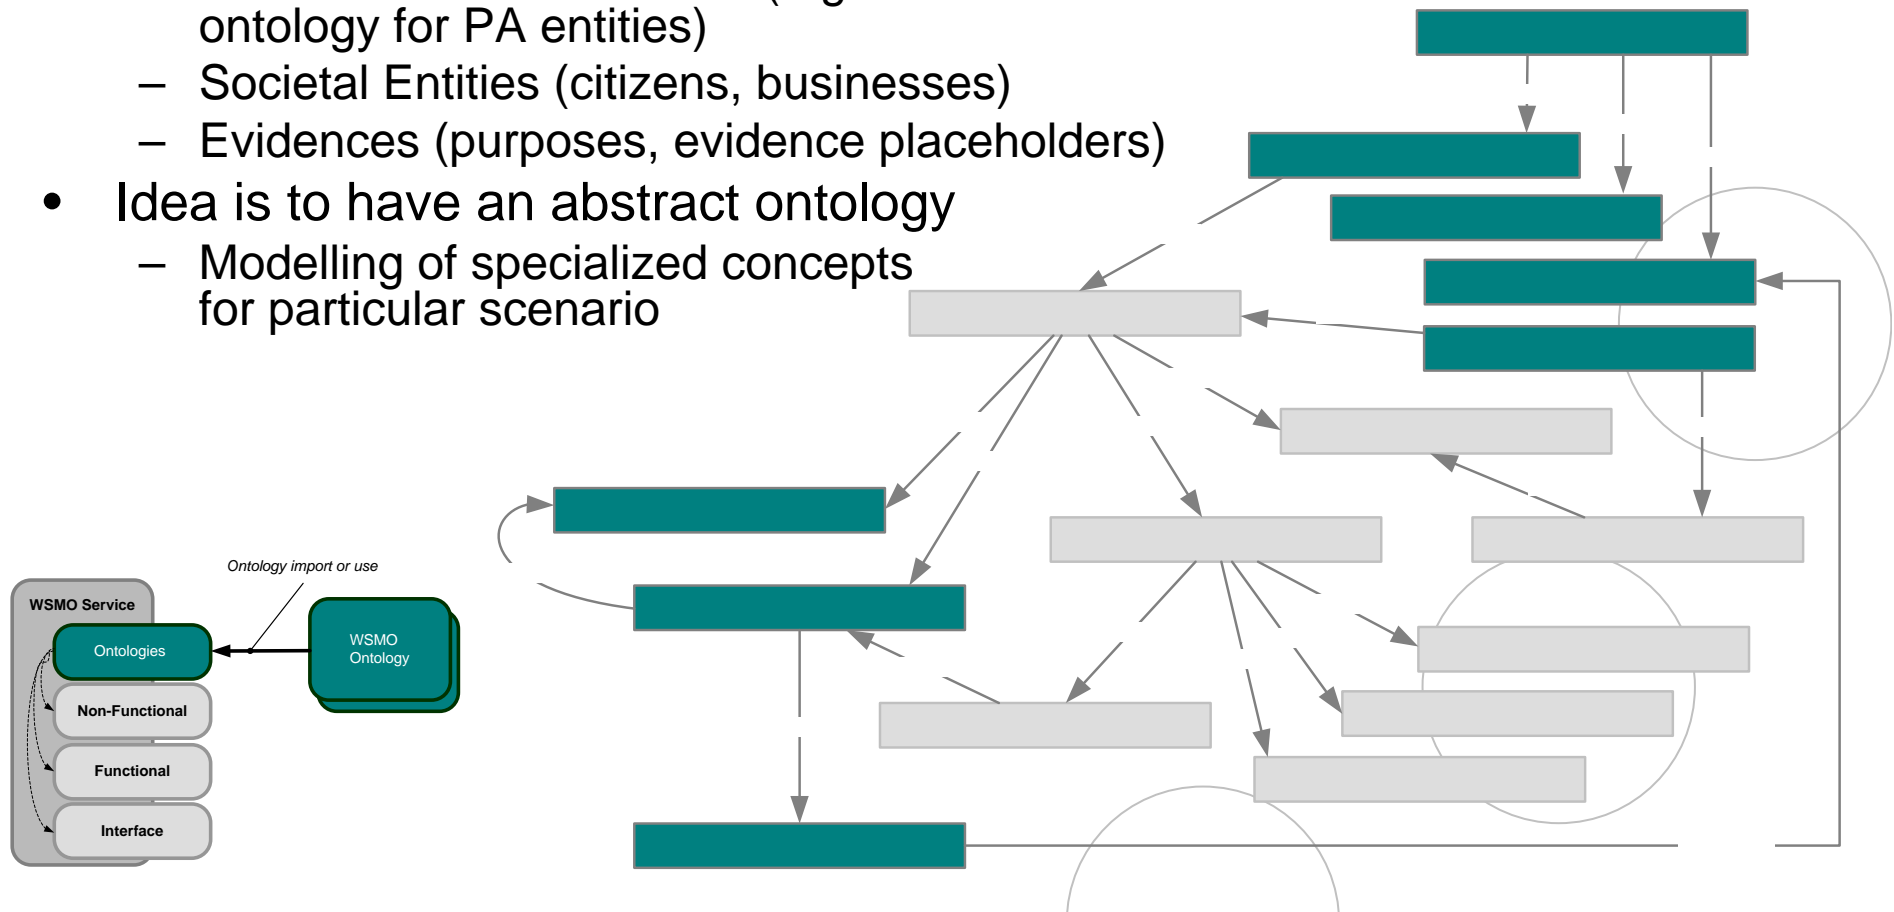 ontology for PA entities)
– Societal Entities (citizens, businesses)
– Evidences (purposes, evidence placeholders)
• Idea is to have an abstract ontology
– Modelling of specialized concepts
for particular scenario
Ontology import or use
WSMO Service
Ontologies
WSMO
Ontology
Non-Functional
Functional
Interface